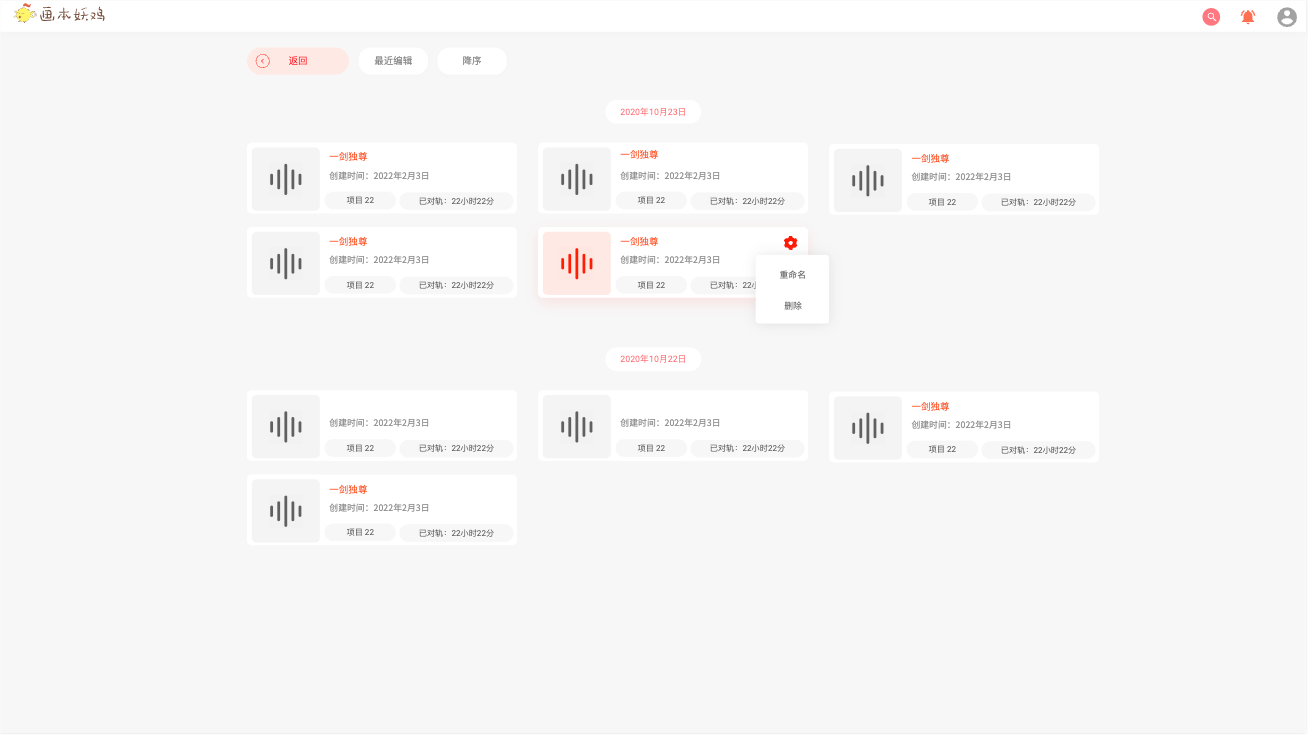 画本妖鸡
返回
最近编辑
降序
2020年10月23日
一剑独尊
创建时间：2022年2月3日
项目 22
已对轨：22小时22分
一剑独尊
创建时间：2022年2月3日
项目 22
已对轨：22小时22分
一剑独尊
创建时间：2022年2月3日
项目 22
已对轨：22小时22分
一剑独尊
创建时间：2022年2月3日
项目 22
已对轨：22小时22分
一剑独尊
创建时间：2022年2月3日
项目 22
已对轨：22/
重命名
删除
2020年10月22日
创建时间：2022年2月3日
项目 22
已对轨：22小时22分
创建时间：2022年2月3日
项目 22
已对轨：22小时22分
一剑独尊
创建时间：2022年2月3日
项目 22
已对轨：22小时22分
一剑独尊
创建时间：2022年2月3日
项目 22
已对轨：22小时22分